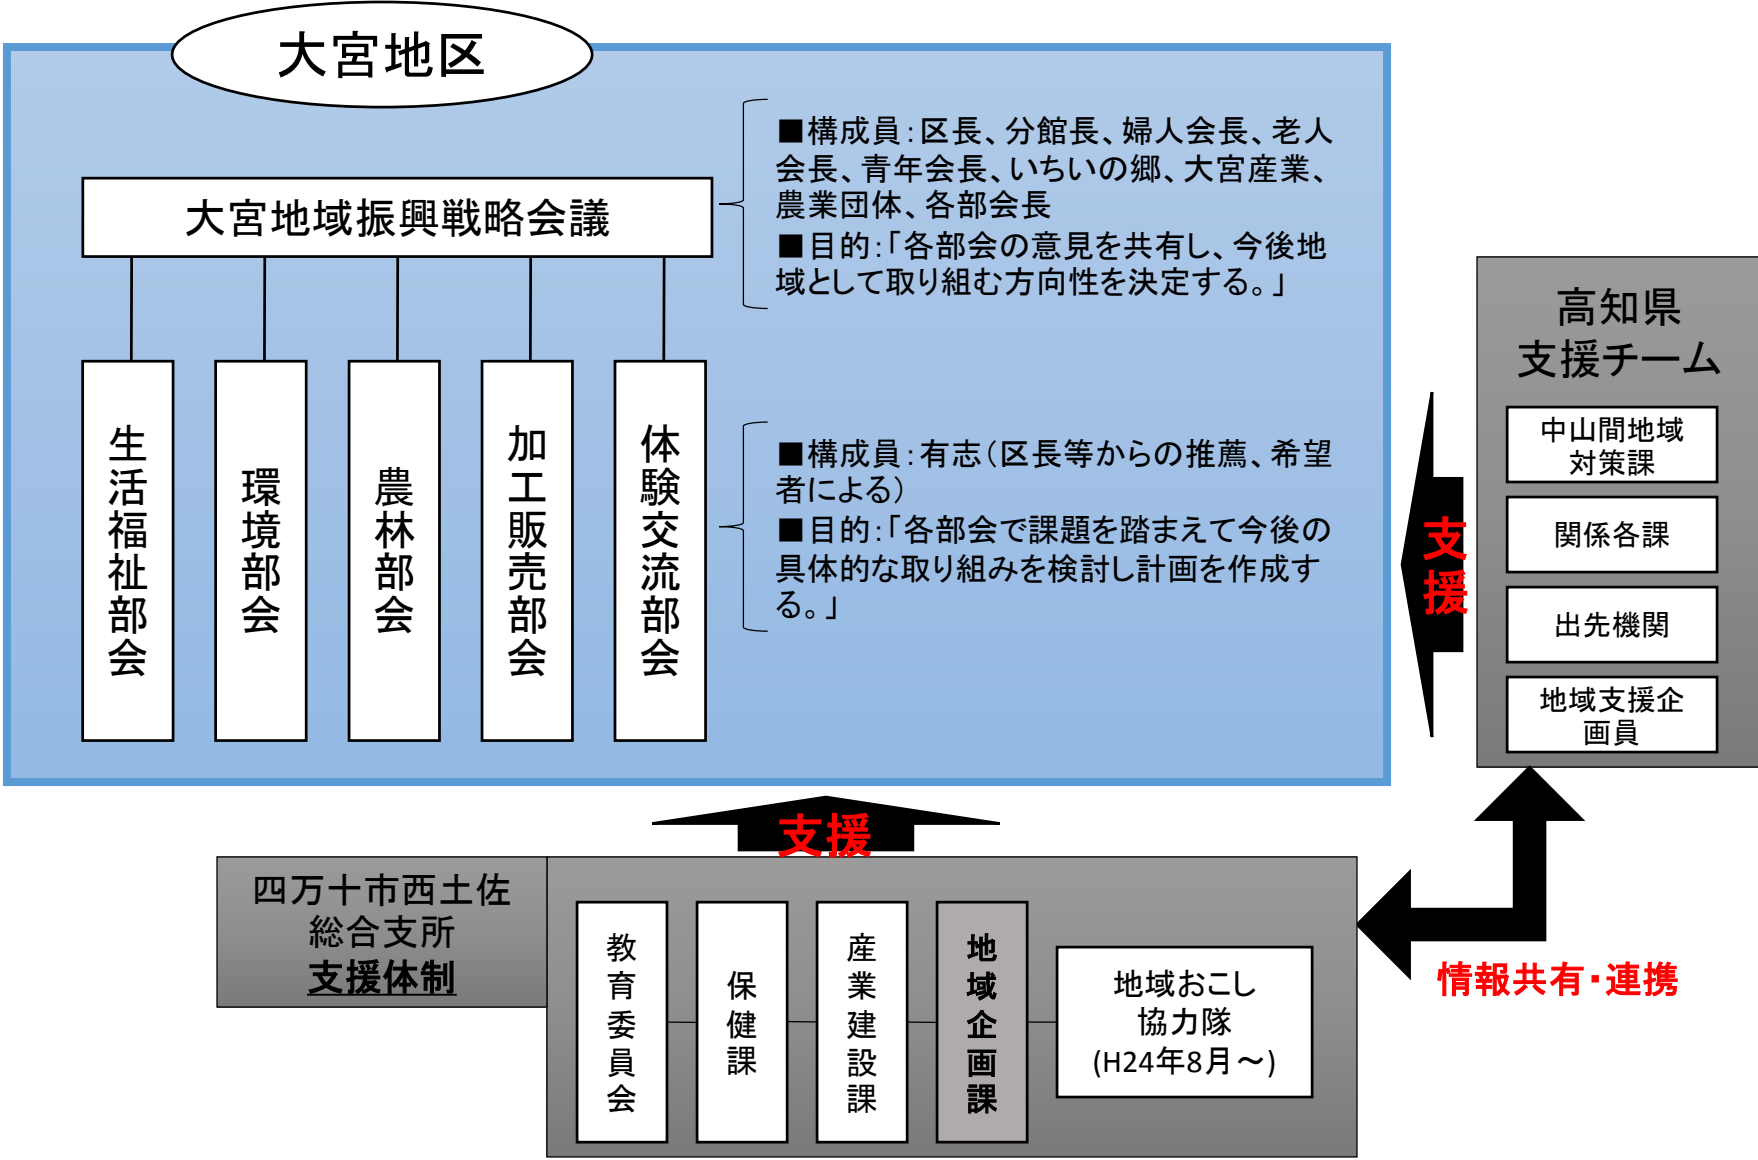 大宮地区
■構成員：区長、分館長、婦人会長、老人
会長、青年会長、いちいの郷、大宮産業、
農業団体、各部会長
■目的：「各部会の意見を共有し、今後地
域として取り組む方向性を決定する。」
大宮地域振興戦略会議
生活福祉部会
環境部会
農林部会
加工販売部会
体験交流部会
■構成員：有志（区長等からの推薦、希望
者による）
■目的：「各部会で課題を踏まえて今後の
具体的な取り組みを検討し計画を作成す
る。」
支援
高知県
支援チーム
中山間地域
対策課
関係各課
出先機関
地域支援企
画員
支援
四万十市西土佐
総合支所
支援体制
教育委員会
保健課
産業建設課
地域企画課
地域おこし
協力隊
(H24年8月～)
情報共有・連携